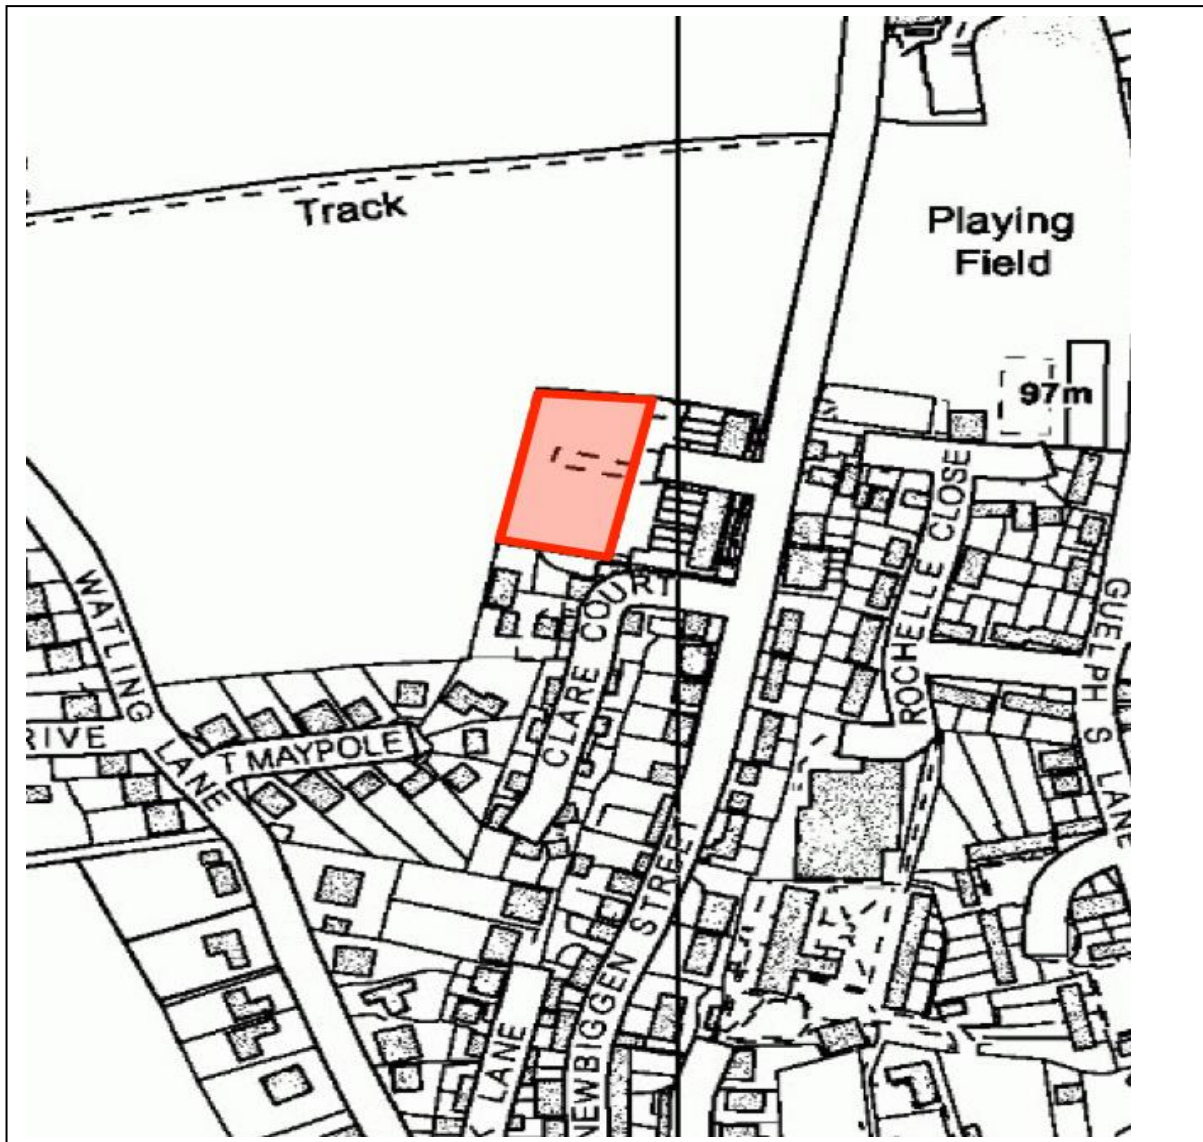 Track
Playing
Field
97m
ROCHELLE CLOSE
GUELPH S LANE
WATLING LANE
CLARE COURT
RIVE
T MAYPOLE
NEWBIGGEN STREET
LANE